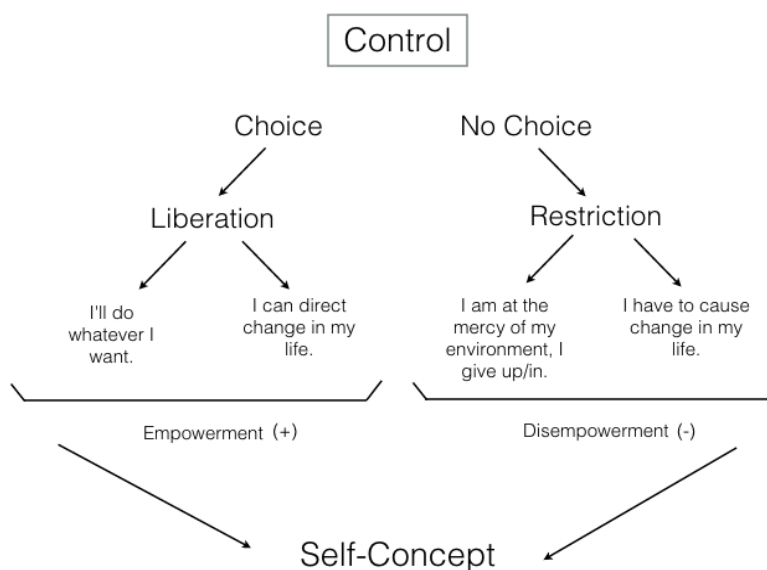 Control
Choice
No Choice
Liberation
Restriction
I'll do
whatever I
want.
I can direct
change in my
life.
I am at the
mercy of my
environment, I
give up/in.
I have to cause
change in my
life.
Empowerment (+)
Disempowerment (-)
Self-Concept